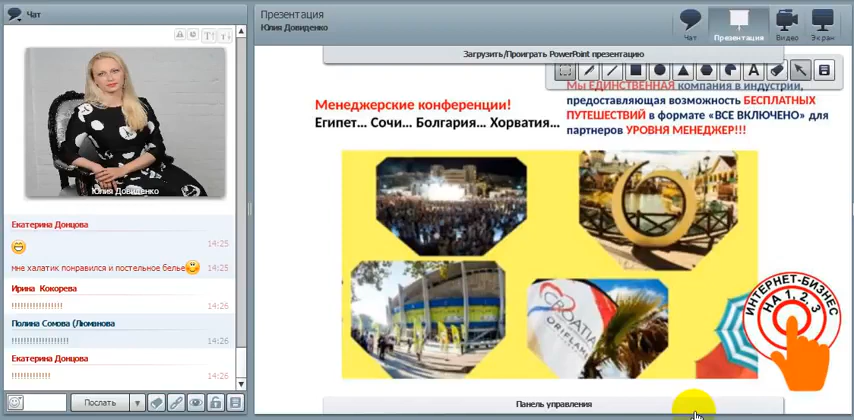 Чат
Юлия Довиденко
Екатерина Донцова
14:25
мне халатик понравился и постельное белье
14:25
Ирина Кокорева
!!!!!!!!!!!!!!!!!
14:26
Полина Сомова (Люмэнова
!!!!!!!!!!!!!!!!!!!
14:26
Екатерина Донцова
!!!!!!!!!!!!!
14:26
Послать
Презентация
Юлия Довиденко
Чат
Презентация
Видео
Экран
Загрузить/Проиграть PowerPoint презентацию
Менеджерские конференции!
Египет... Сочи... Болгария... Хорватия...
Мы ЕДИНСТВЕННАЯ компания в индустрии,
предоставляющая возможность БЕСПЛАТНЫХ
ПУТЕШЕСТВИЙ в формате «ВСЕ ВКЛЮЧЕНО» для
партнеров УРОВНЯ МЕНЕДЖЕР!!!
CROATIA
ORIFLAME
ИНТЕРНЕТ-БИЗНЕС
НА 1, 2, 3
Панель управления